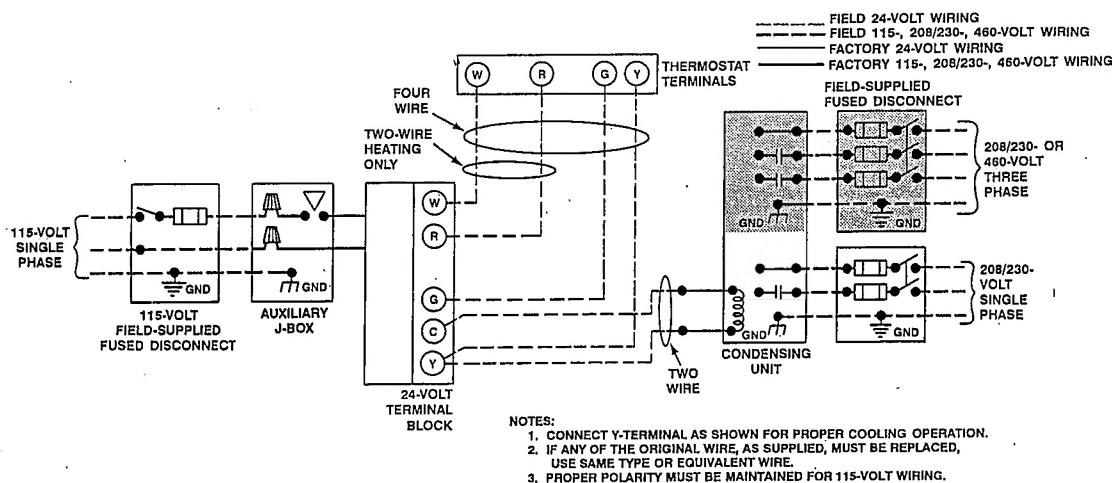 FIELD 24-VOLT WIRING
FIELD 115-, 208/230-, 460-VOLT WIRING
FACTORY 24-VOLT WIRING
FACTORY 115-, 208/230-, 460-VOLT WIRING
W
R
G
Y
THERMOSTAT
TERMINALS
FOUR
WIRE
TWO-WIRE
HEATING
ONLY
FIELD-SUPPLIED
FUSED DISCONNECT
208/230- OR
460-VOLT
THREE
PHASE
GND
GND
115-VOLT
SINGLE
PHASE
GND
GND
115-VOLT
FIELD-SUPPLIED
FUSED DISCONNECT
AUXILIARY
J-BOX
W
R
G
C
Y
24-VOLT
TERMINAL
BLOCK
TWO
WIRE
GND
GND
CONDENSING
UNIT
208/230-
VOLT
SINGLE
PHASE
NOTES:
1. CONNECT Y-TERMINAL AS SHOWN FOR PROPER COOLING OPERATION.
2. IF ANY OF THE ORIGINAL WIRE, AS SUPPLIED, MUST BE REPLACED,
USE SAME TYPE OR EQUIVALENT WIRE.
3. PROPER POLARITY MUST BE MAINTAINED FOR 115-VOLT WIRING.